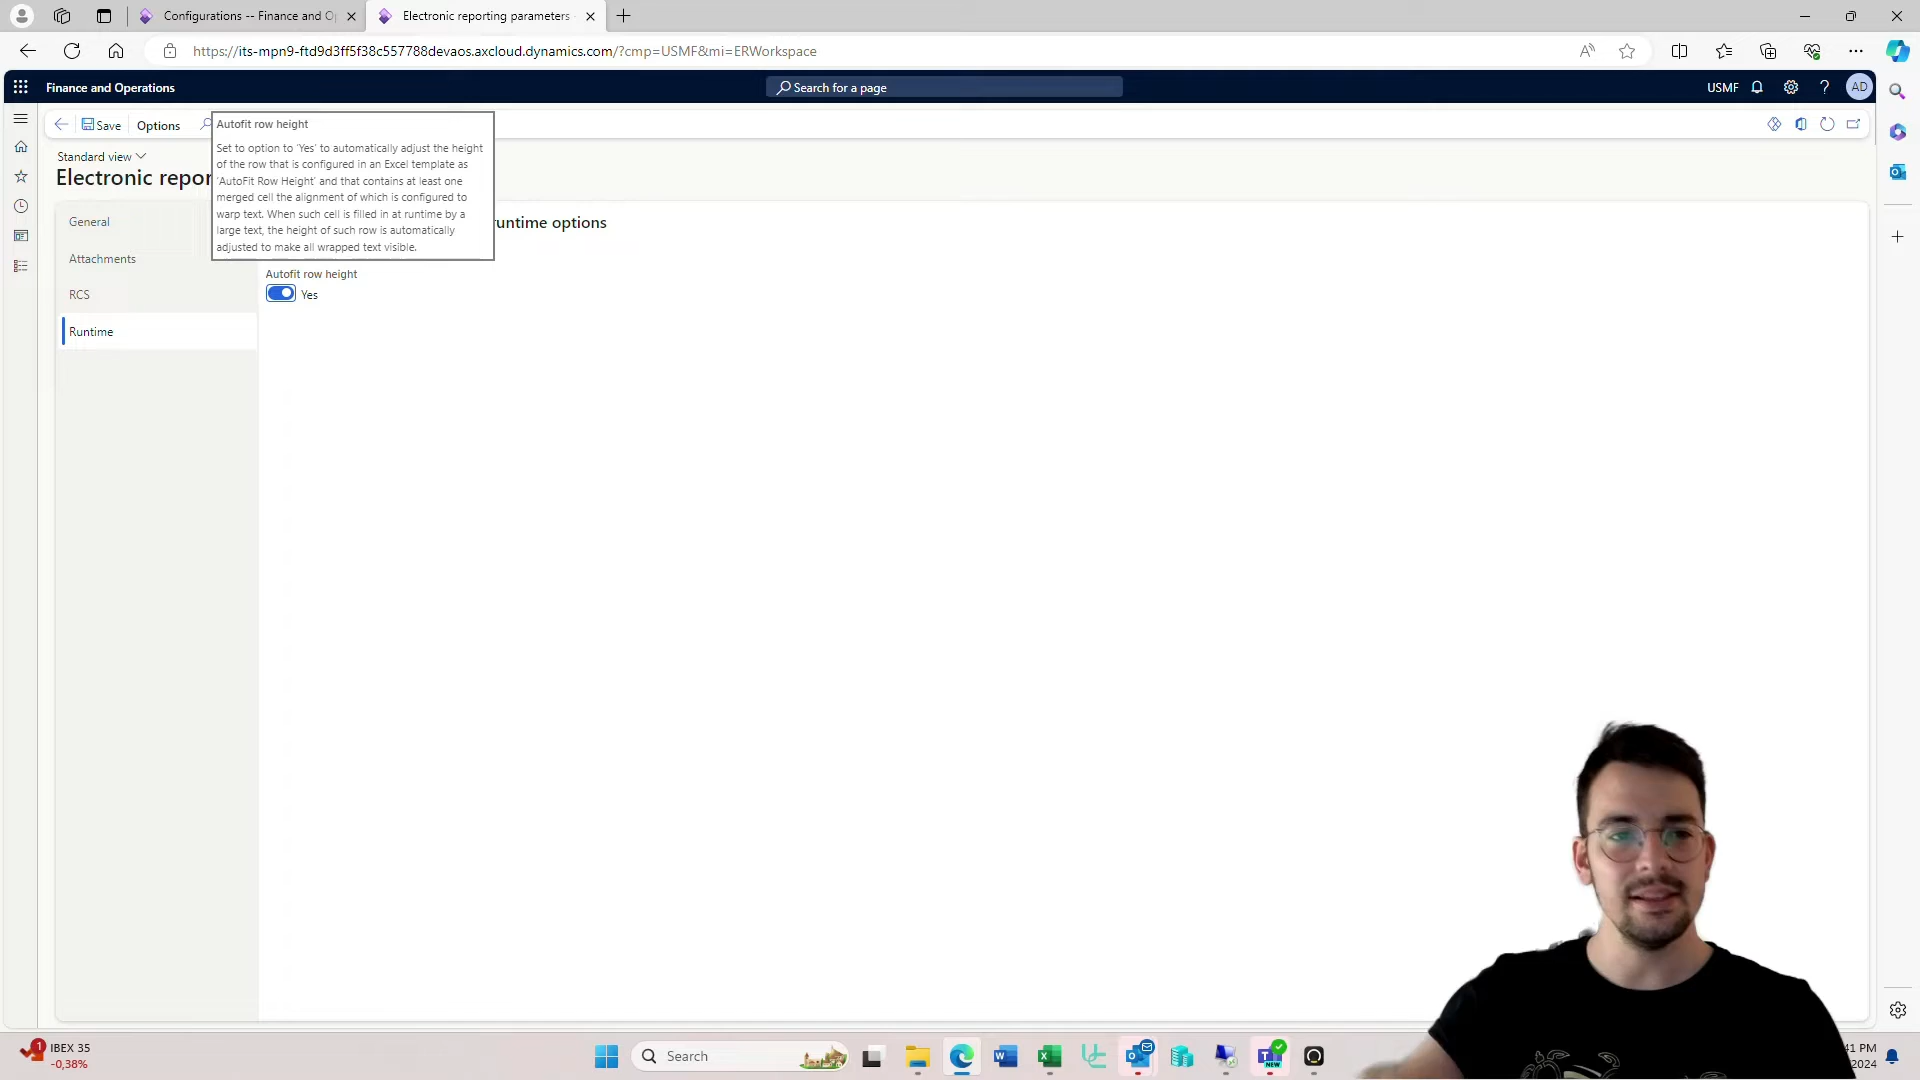 Configurations -- Finance and Op
Electronic reporting parameters
https://its-mpn9-ftd9d3ff5f38c557788devaos.axcloud.dynamics.com/?cmp=USMF&mi=ERWorkspace
Finance and Operations
Search for a page
USMF
AD
Save
Options
Autofit row height
Set to option to 'Yes' to automatically adjust the height
of the row that is configured in an Excel template as
'AutoFit Row Height' and that contains at least one
merged cell the alignment of which is configured to
warp text. When such cell is filled in at runtime by a
large text, the height of such row is automatically
adjusted to make all wrapped text visible.
Standard view
Electronic repor
General
Attachments
RCS
Runtime
runtime options
Autofit row height
Yes
1
IBEX 35
-0,38%
Search
NEW
41 PM
2024